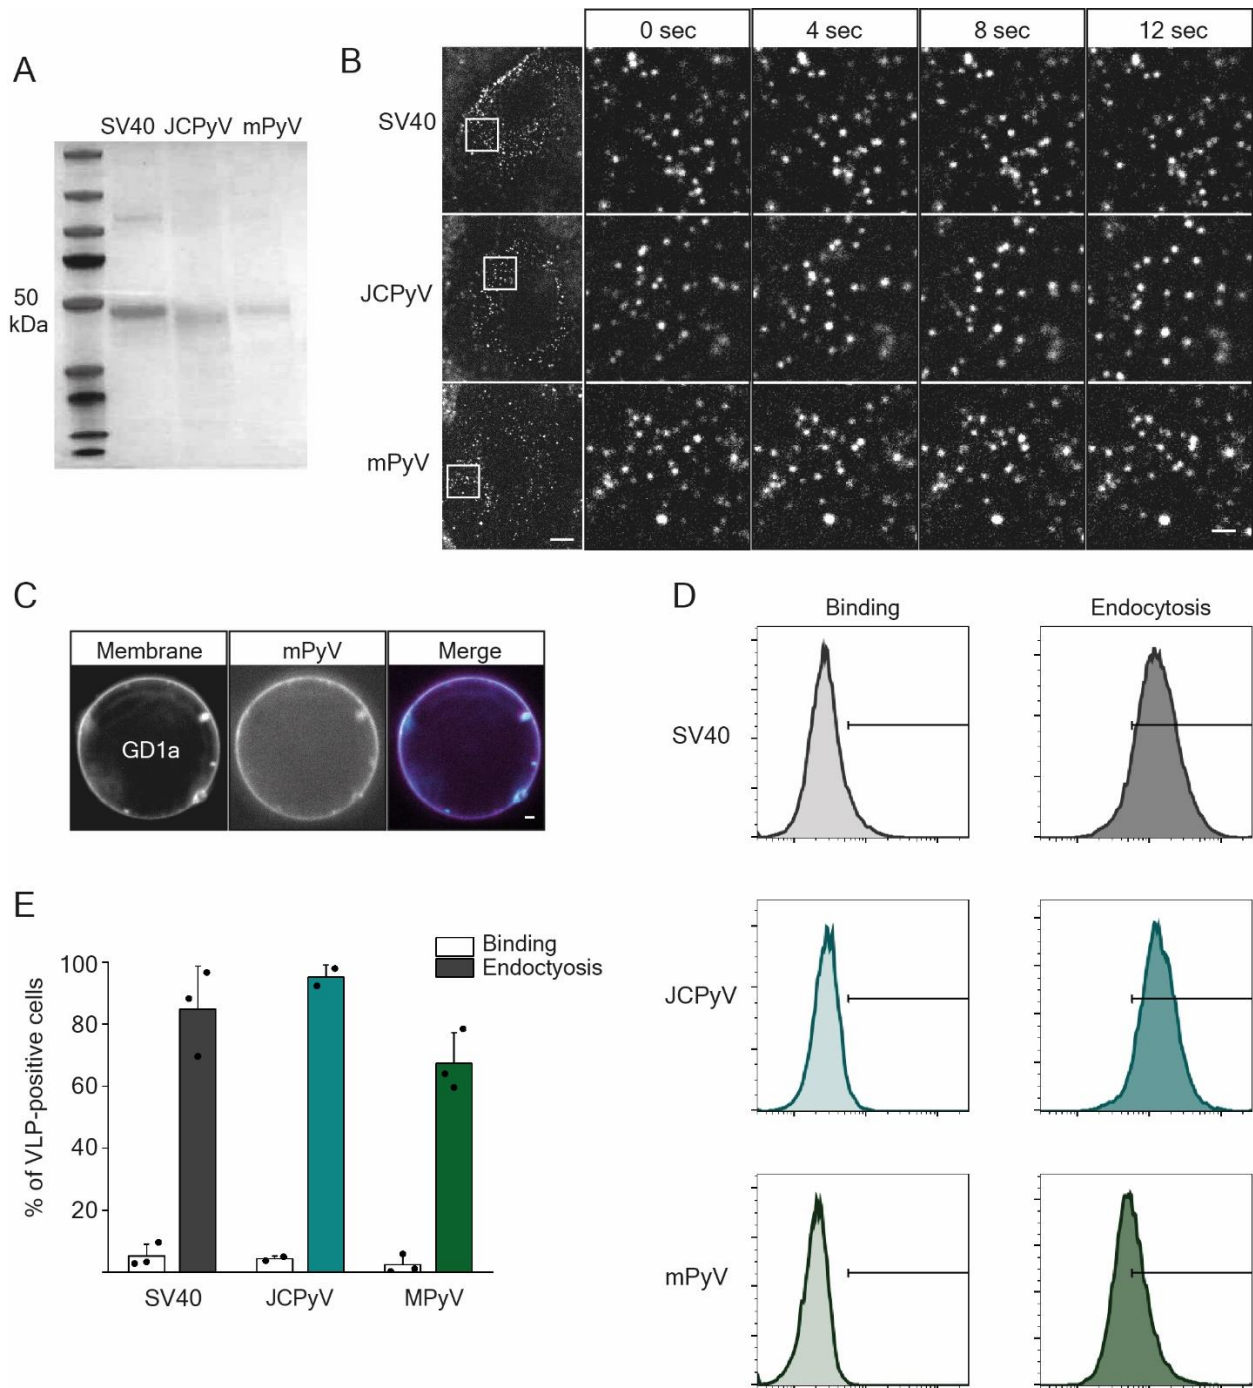 A
SV40 JCPyV mPyV
50
kDa
B
0 sec 4 sec 8 sec 12 sec
SV40
JCPyV
mPyV
C
Membrane mPyV Merge
GD1a
D
Binding Endocytosis
SV40
JCPyV
mPyV
E
Binding
Endoctyosis
% of VLP-positive cells
100
80
60
40
20
SV40 JCPyV MPyV